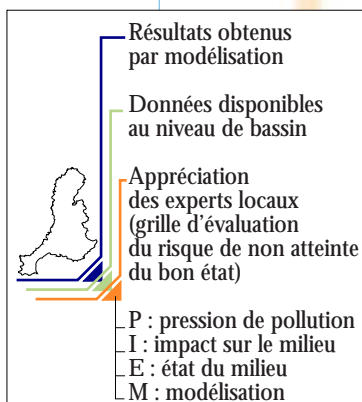 Résultats obtenus
par modélisation
Données disponibles
au niveau de bassin
Appréciation
des experts locaux
(grille d'évaluation
du risque de non atteinte
du bon état)
P : pression de pollution
I : impact sur le milieu
E : état du milieu
M : modélisation